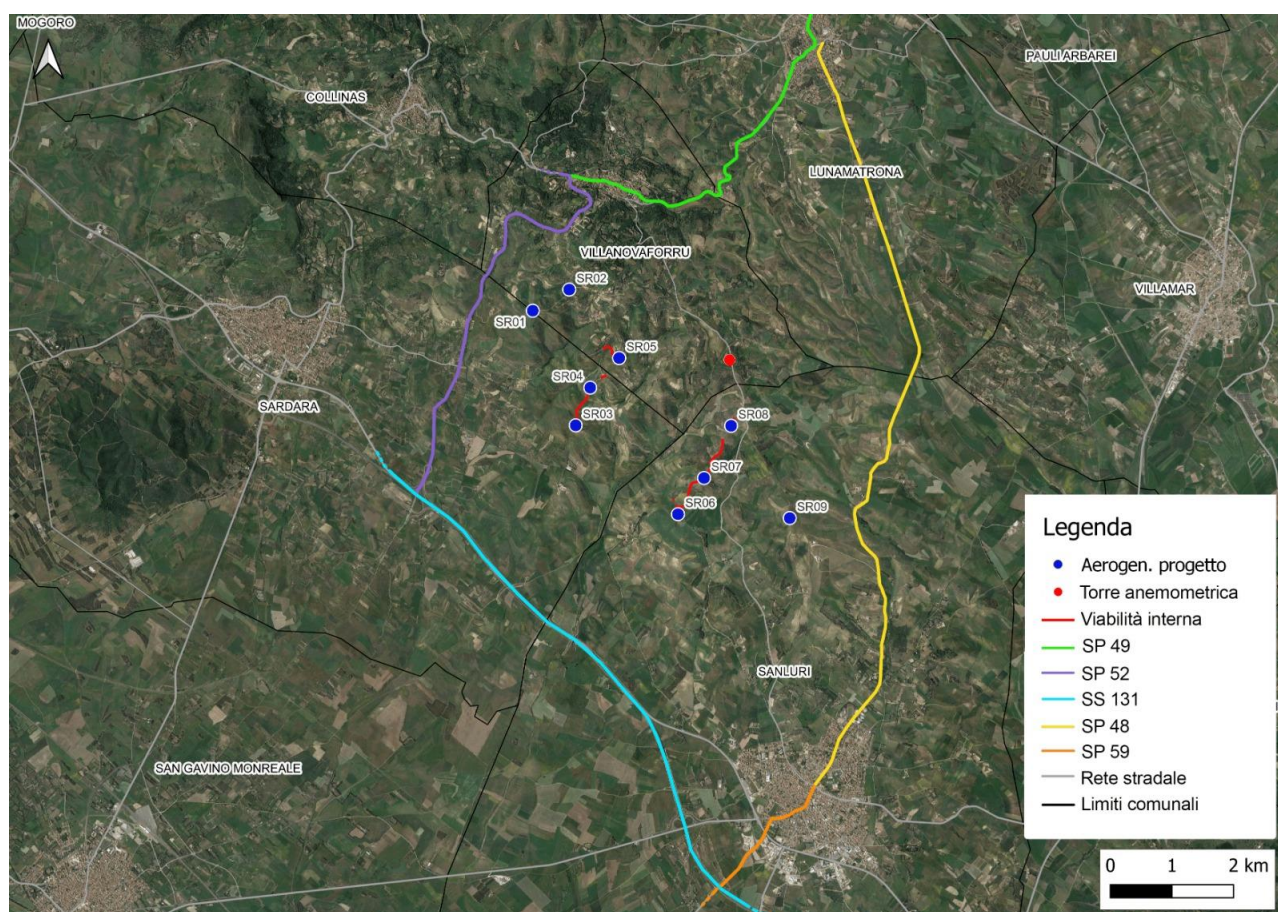 MOGORO
PAULI ARBAREI
COLLINAS
LUNAMATRONA
VILLANOVAFORRU
SR02
VILLAMAR
SR01
SR05
SR04
SARDARA
SR03
SR08
SR07
SR06
SR09
SANLURI
SAN GAVINO MONREALE
Legenda
Aerogen. progetto
Torre anemometrica
Viabilità interna
SP 49
SP 52
SS 131
SP 48
SP 59
Rete stradale
Limiti comunali
0 1 2 km